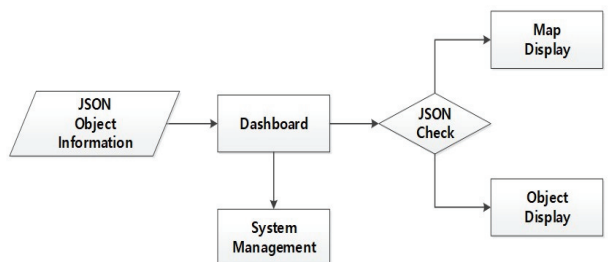 JSON
Object
Information
Dashboard
System
Management
JSON
Check
Map
Display
Object
Display